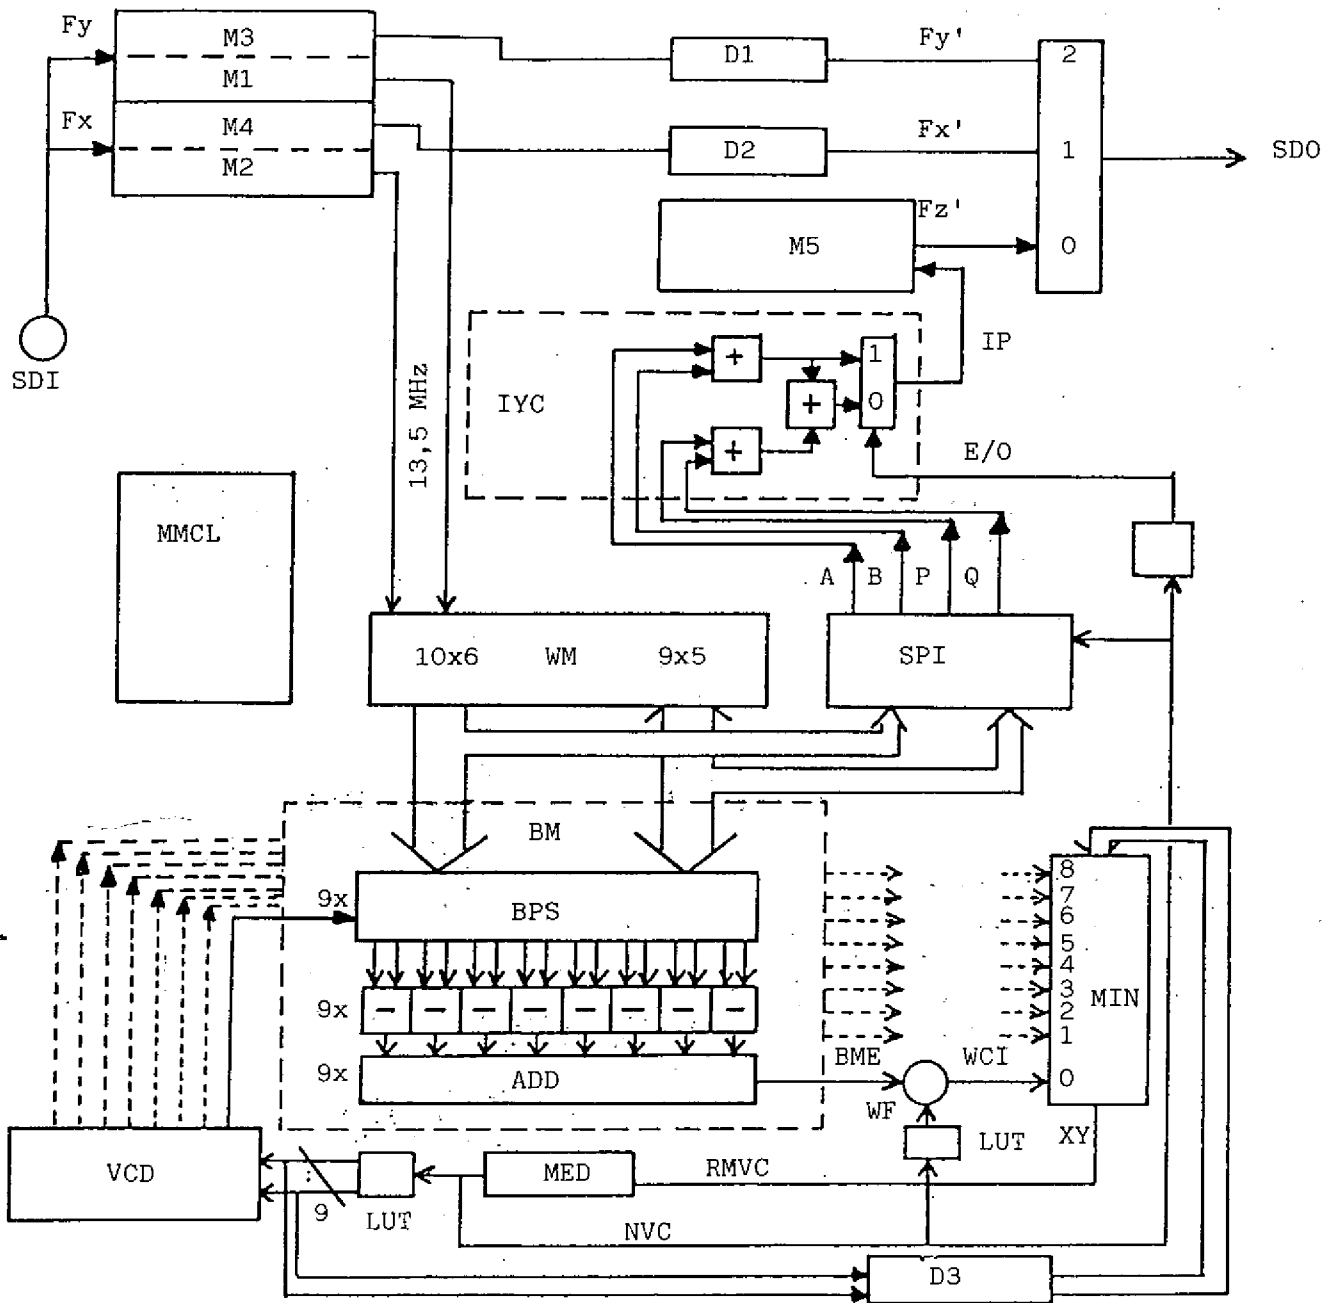 Fy
M3
D1
Fy'
2
M1
Fx
M4
D2
Fx'
1
SDO
M2
Fz'
M5
0
SDI
13,5 MHz
IYC
+
1
IP
+
0
+
E/O
MMCL
A
B
P
Q
10x6
WM
9x5
SPI
BM
9x
BPS
8
7
6
5
4
3
2
1
0
MIN
9x
− − − − − − − −
9x
ADD
BME
WCI
WF
LUT
XY
VCD
9
LUT
MED
RMVC
NVC
D3